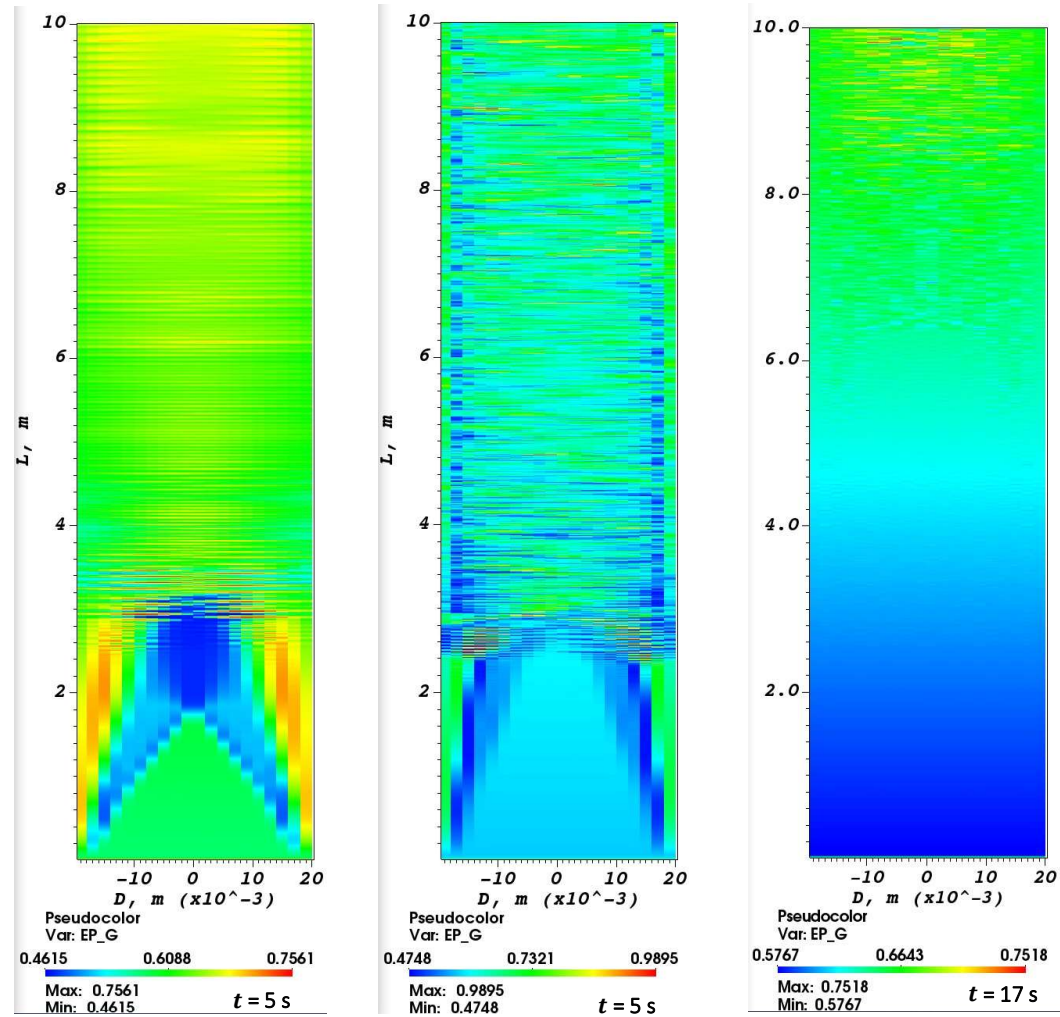 10
8
6
4
2
L, m
-10 0 10 20
D, m (x10^-3)
Pseudocolor
Var: EP_G
0.4615 0.6088 0.7561
Max: 0.7561
Min: 0.4615
t = 5 s
10
8
6
4
2
L, m
-10 0 10 20
D, m (x10^-3)
Pseudocolor
Var: EP_G
0.4748 0.7321 0.9895
Max: 0.9895
Min: 0.4748
t = 5 s
10.0
8.0
6.0
4.0
2.0
-10 0 10 20
D, m (x10^-3)
Pseudocolor
Var: EP_G
0.5767 0.6643 0.7518
Max: 0.7518
Min: 0.5767
t = 17 s